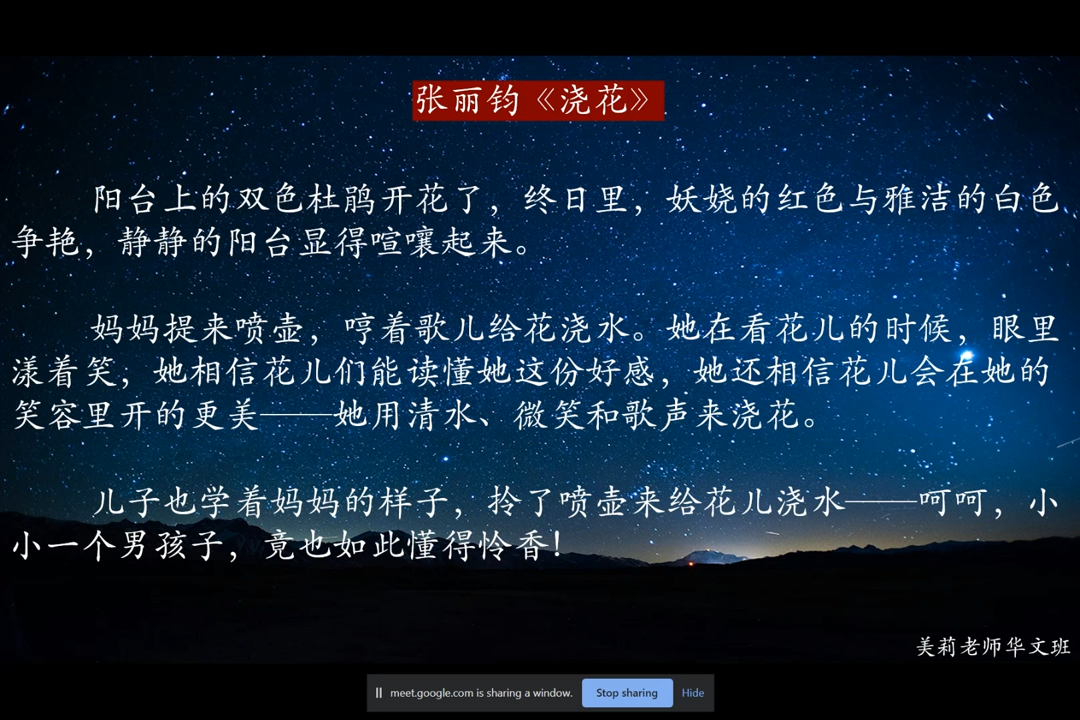 张丽钧《浇花》
阳台上的双色杜鹃开花了，终日里，妖娆的红色与雅洁的白色
争艳，静静的阳台显得喧嚷起来。
妈妈提来喷壶，哼着歌儿给花浇水。她在看花儿的时候，眼里
漾着笑，她相信花儿们能读懂她这份好感，她还相信花儿会在她的
笑容里开的更美——她用清水、微笑和歌声来浇花。
儿子也学着妈妈的样子，拎了喷壶来给花儿浇水——呵呵，小
小一个男孩子，竟也如此懂得怜香！
美莉老师华文班
meet.google.com is sharing a window. Stop sharing Hide